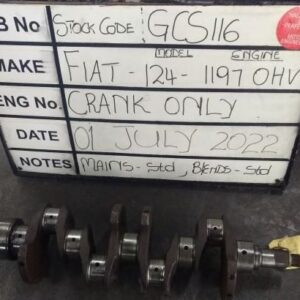 B No STOCK CODE: GCS116
MODEL ENGINE
MAKE FIAT - 124 - 1197 OHV
ENG No. CRANK ONLY
DATE 01 JULY 2022
NOTES MAINS - Std, B/ENDS - Std